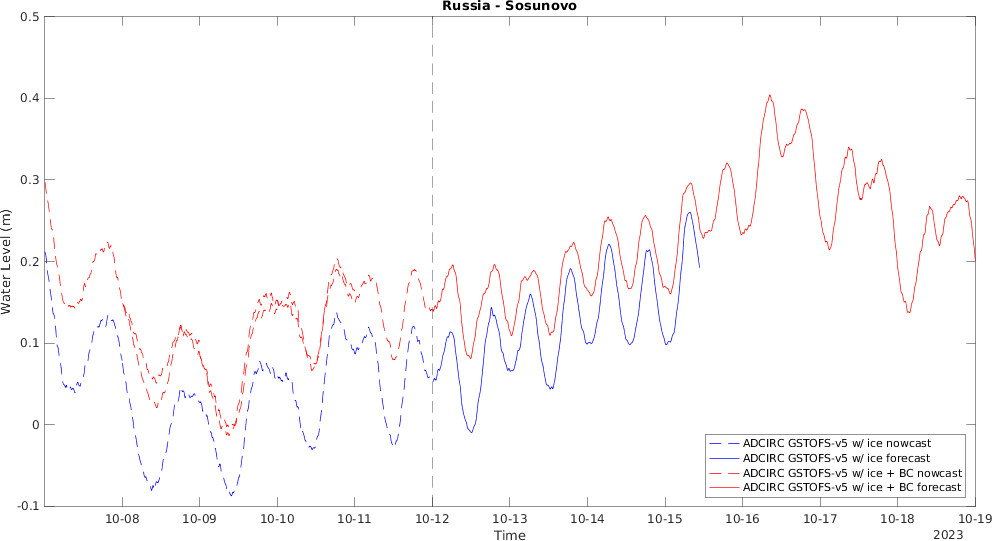 Russia - Sosunovo
Water Level (m)
0.5
0.4
0.3
0.2
0.1
0
-0.1
10-08 10-09 10-10 10-11 10-12 10-13 10-14 10-15 10-16 10-17 10-18 10-19
Time
2023
ADCIRC GSTOFS-v5 w/ ice nowcast
ADCIRC GSTOFS-v5 w/ ice forecast
ADCIRC GSTOFS-v5 w/ ice + BC nowcast
ADCIRC GSTOFS-v5 w/ ice + BC forecast